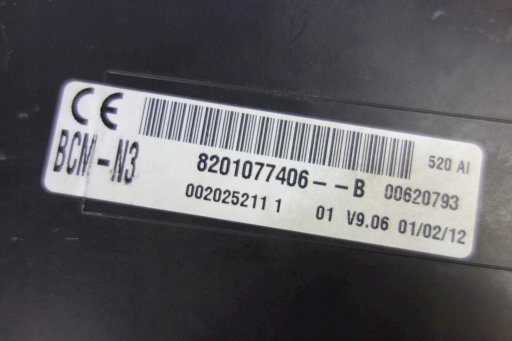 CE
520 AI
BCM-N3
8201077406--B 00620793
002025211 1 01 V9.06 01/02/12